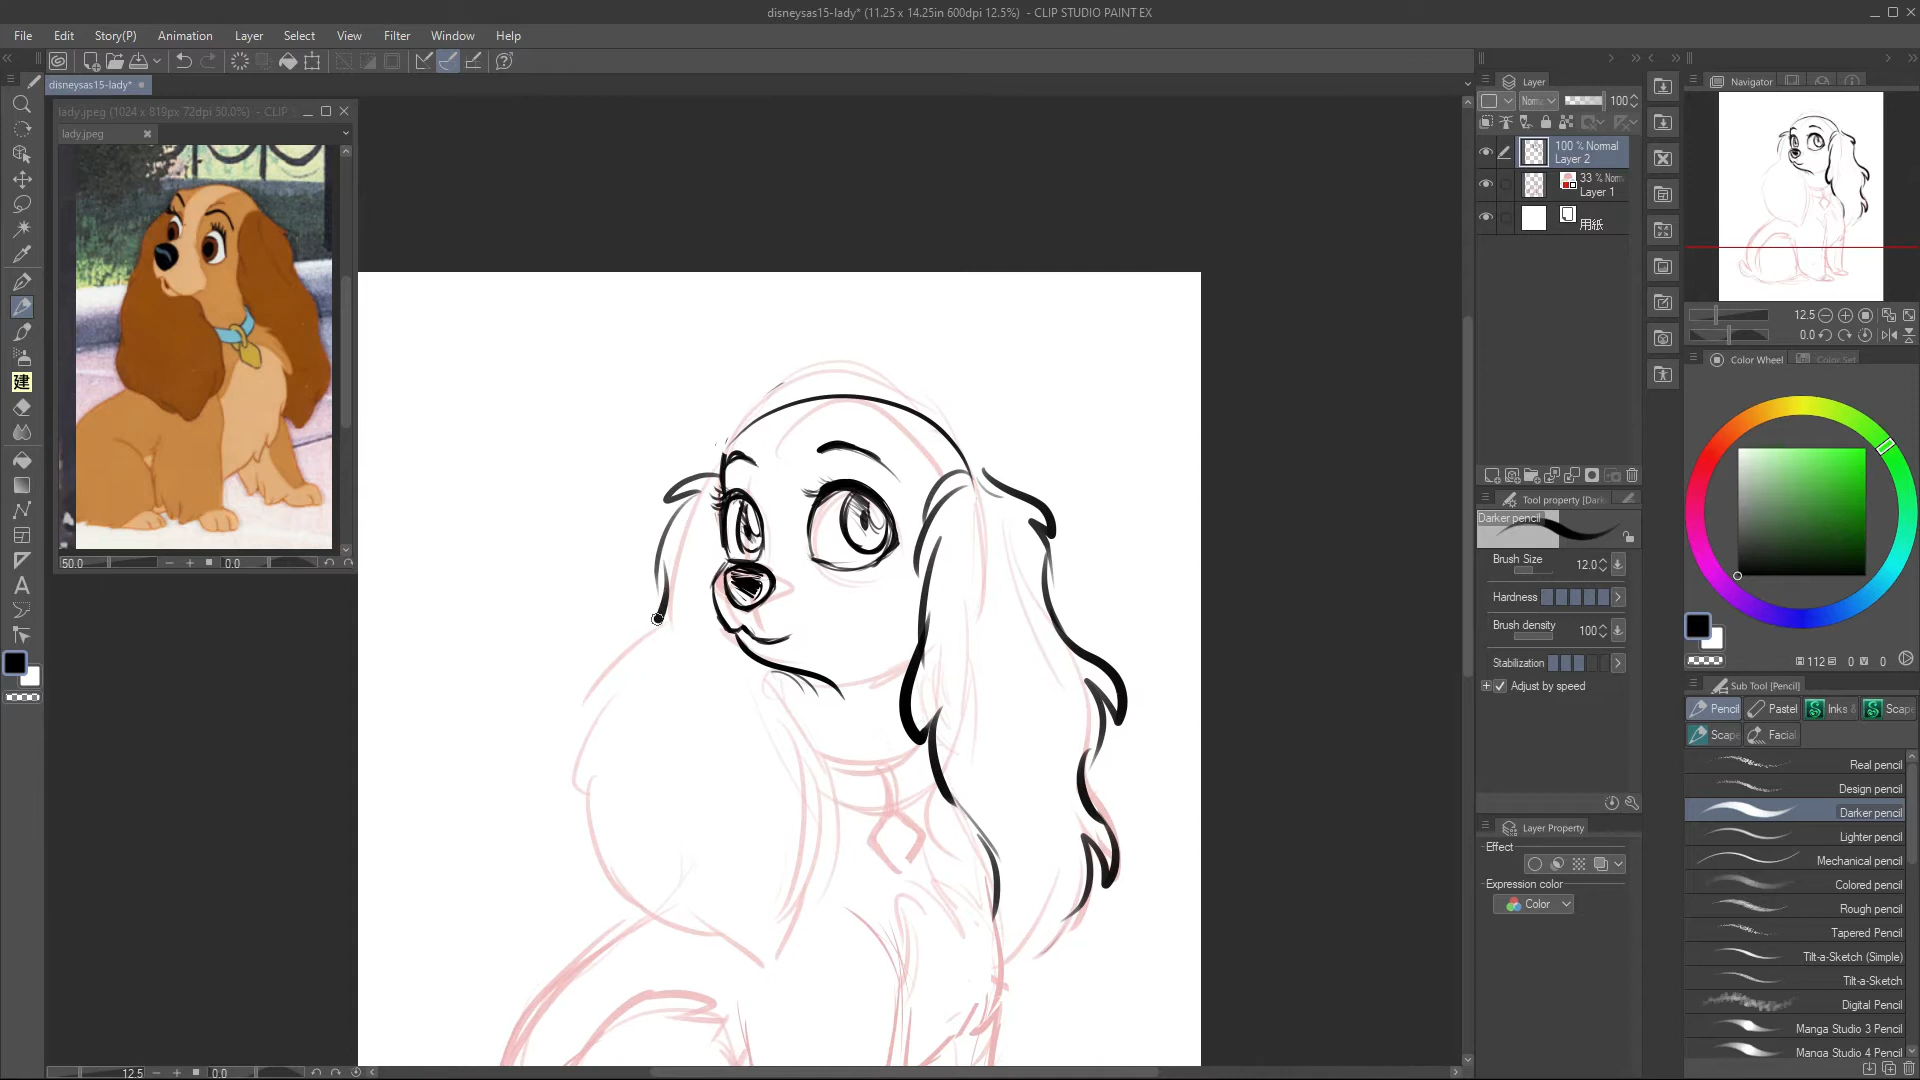 disneysas15-lady* (11.25 x 14.25in 600dpi 12.5%) - CLIP STUDIO PAINT EX
File Edit Story(P) Animation Layer Select View Filter Window Help
disneysas15-lady*
lady.jpeg (1024 x 819px 72dpi 50.0%) - CLIP S
lady.jpeg
50.0
0.0
建
A
12.5
0.0
Layer
100
100 % Normal
Layer 2
33 % Norm
Layer 1
用紙
Tool property [Dark
Darker pencil
Brush Size 12.0
Hardness
Brush density 100
Stabilization
Adjust by speed
Layer Property
Effect
Expression color
Color
Navigator
12.5
0.0
Color Wheel
Color Set
112 0 0
Sub Tool [Pencil]
Pencil Pastel Inks & Scape
Scape Facial
Real pencil
Design pencil
Darker pencil
Lighter pencil
Mechanical pencil
Colored pencil
Rough pencil
Tapered Pencil
Tilt-a-Sketch (Simple)
Tilt-a-Sketch
Digital Pencil
Manga Studio 3 Pencil
Manga Studio 4 Pencil